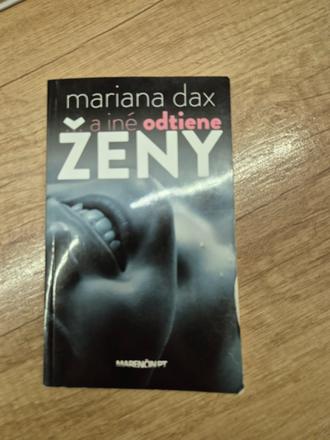 mariana dax
a iné odtiene
ŽENY
MARENČIN PT